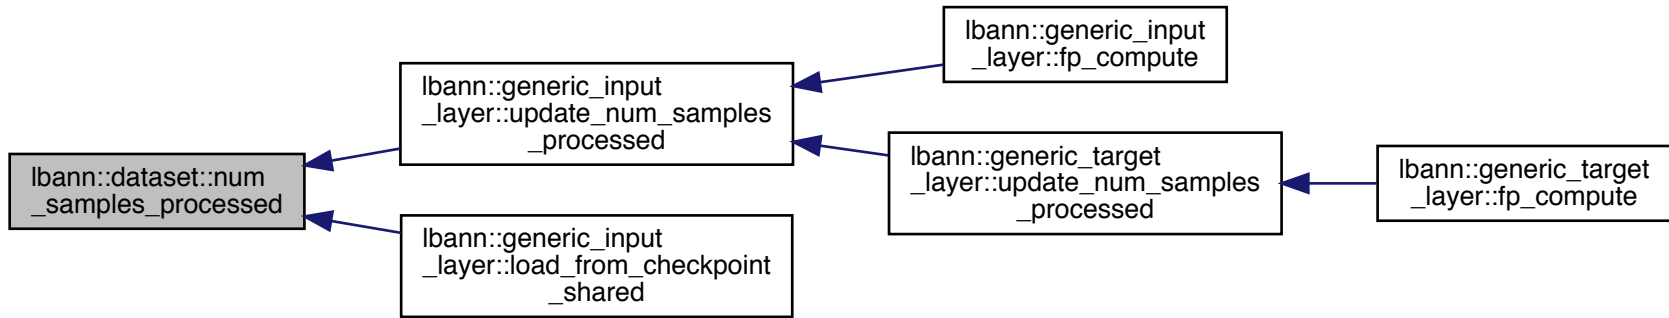 lbann::dataset::num
_samples_processed
lbann::generic_input
_layer::update_num_samples
_processed
lbann::generic_input
_layer::load_from_checkpoint
_shared
lbann::generic_input
_layer::fp_compute
lbann::generic_target
_layer::update_num_samples
_processed
lbann::generic_target
_layer::fp_compute